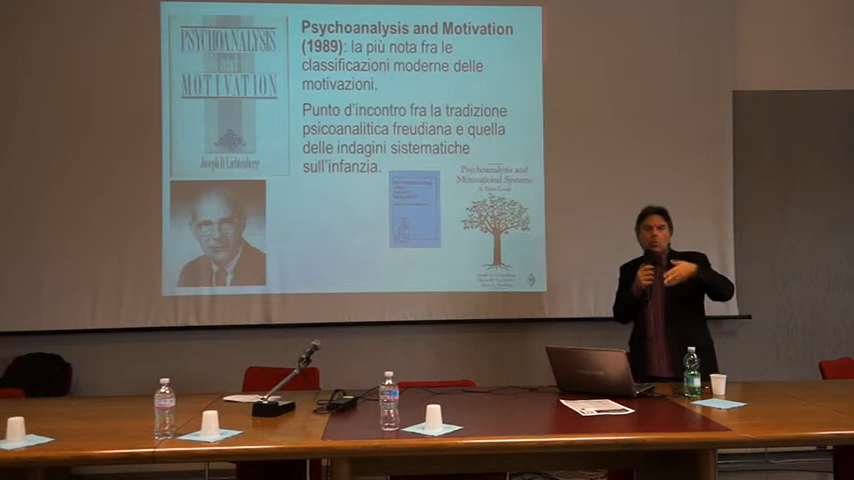 PSYCHOANALYSIS
and
MOTIVATION
Joseph D. Lichtenberg
Psychoanalysis and Motivation
(1989): la più nota fra le
classificazioni moderne delle
motivazioni.
Punto d'incontro fra la tradizione
psicoanalitica freudiana e quella
delle indagini sistematiche
sull'infanzia.
Psychoanalysis and
Motivational Systems
A New Look